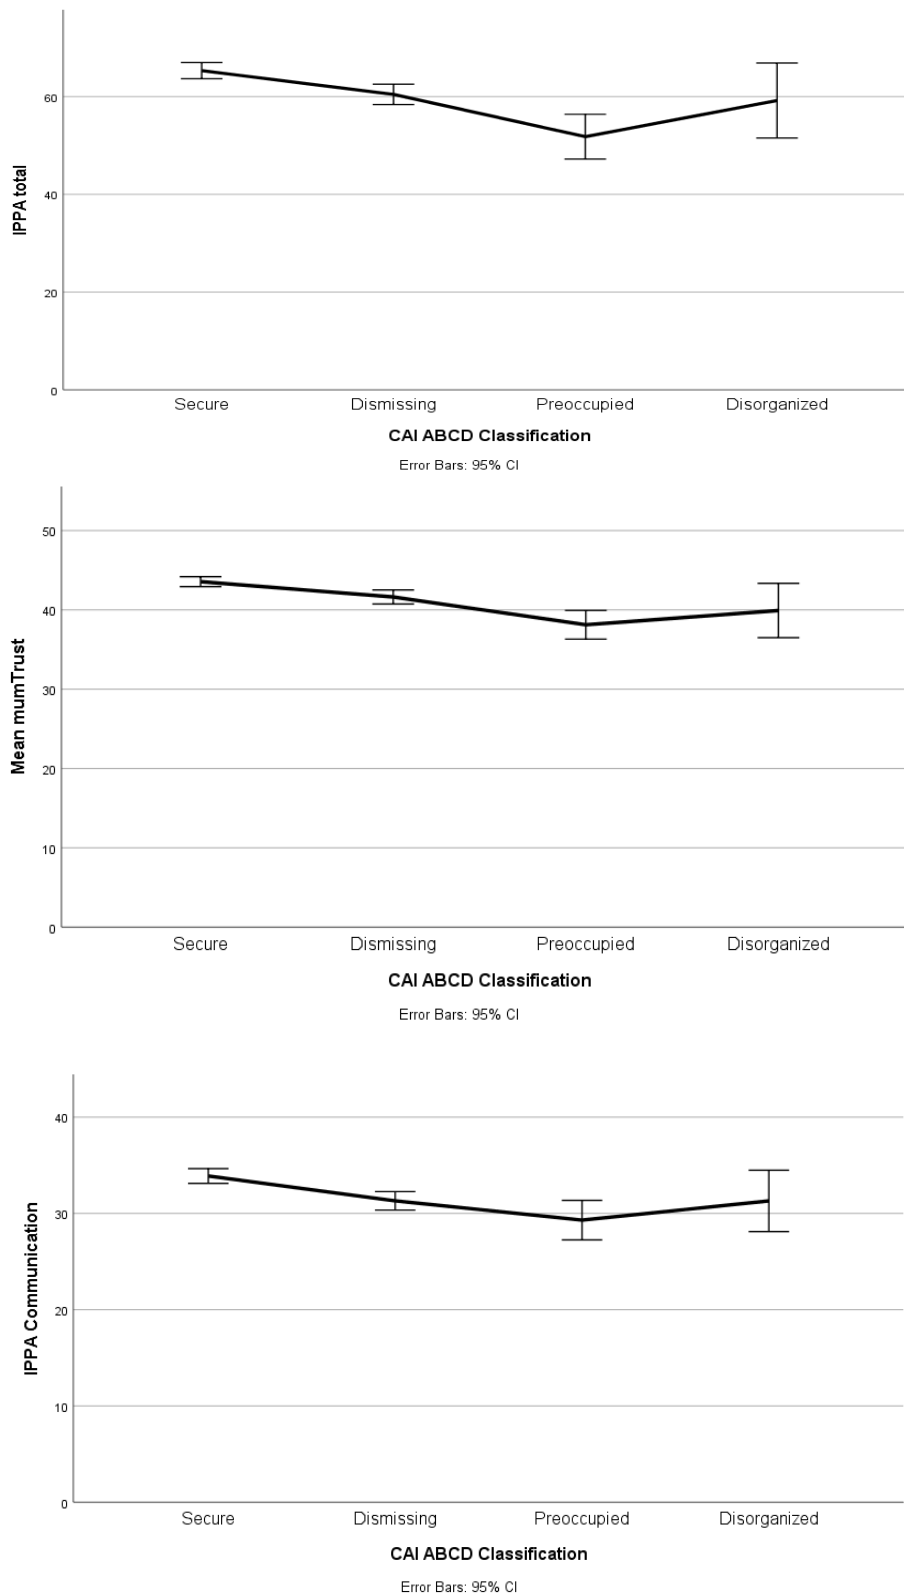 IPPA total
60
40
20
0
Secure Dismissing Preoccupied Disorganized
CAI ABCD Classification
Error Bars: 95% CI
Mean mumTrust
50
40
30
20
10
0
Secure Dismissing Preoccupied Disorganized
CAI ABCD Classification
Error Bars: 95% CI
IPPA Communication
40
30
20
10
0
Secure Dismissing Preoccupied Disorganized
CAI ABCD Classification
Error Bars: 95% CI